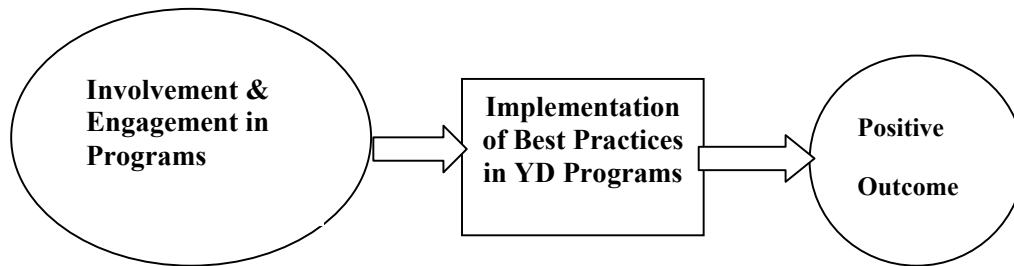 Involvement &
Engagement in
Programs
Implementation
of Best Practices
in YD Programs
Positive
Outcome